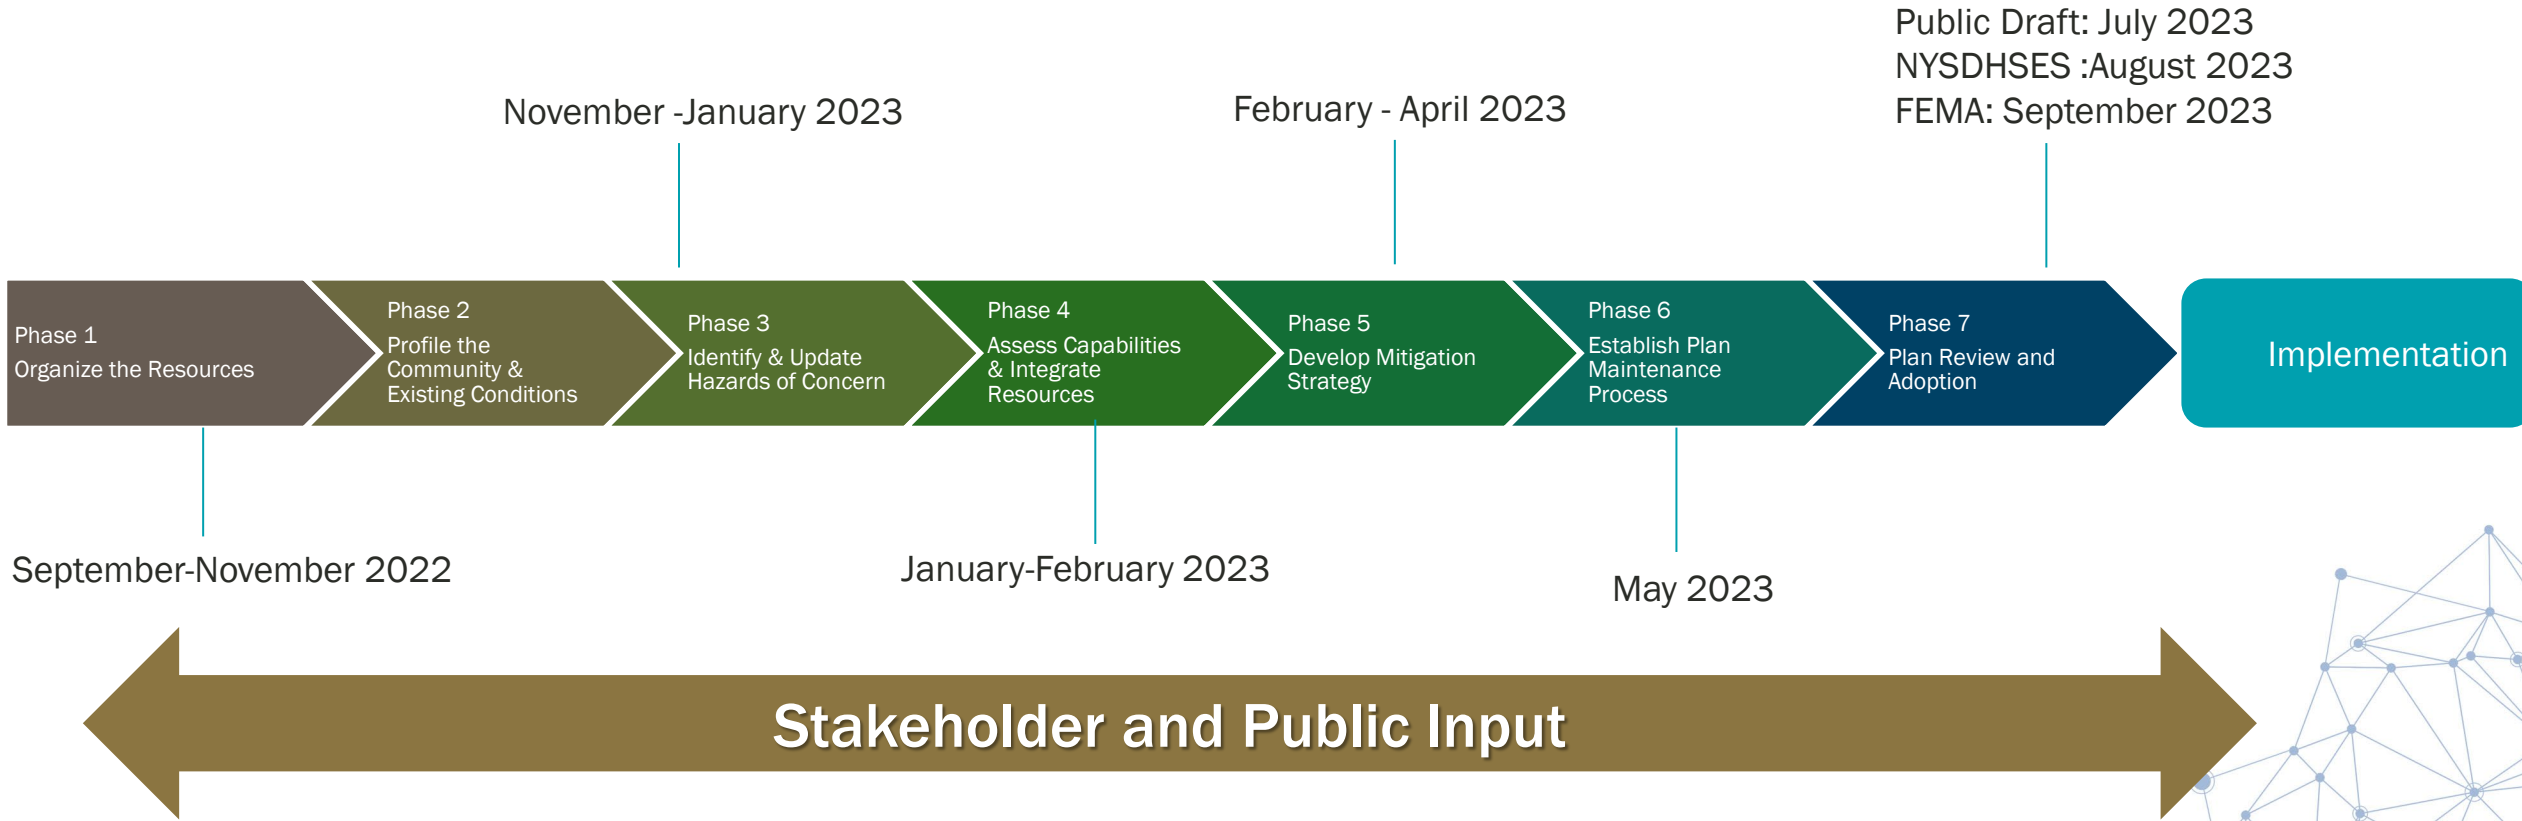 Public Draft: July 2023
NYSDHSES :August 2023
FEMA: September 2023
November -January 2023
February - April 2023
Phase 1
Organize the Resources
Phase 2
Profile the
Community &
Existing Conditions
Phase 3
Identify & Update
Hazards of Concern
Phase 4
Assess Capabilities
& Integrate
Resources
Phase 5
Develop Mitigation
Strategy
Phase 6
Establish Plan
Maintenance
Process
Phase 7
Plan Review and
Adoption
Implementation
September-November 2022
January-February 2023
May 2023
Stakeholder and Public Input